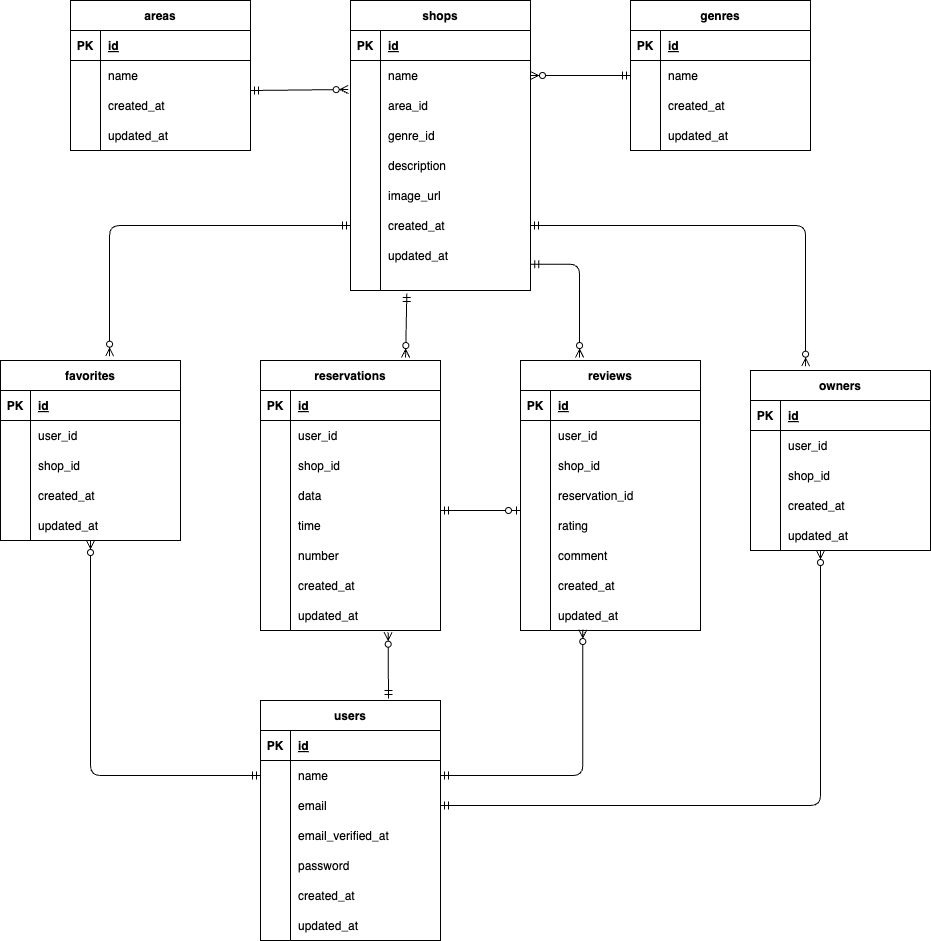 areas
PK id
name
created_at
updated_at
shops
PK id
name
area_id
genre_id
description
image_url
created_at
updated_at
genres
PK id
name
created_at
updated_at
favorites
PK id
user_id
shop_id
created_at
updated_at
reservations
PK id
user_id
shop_id
data
time
number
created_at
updated_at
reviews
PK id
user_id
shop_id
reservation_id
rating
comment
created_at
updated_at
owners
PK id
user_id
shop_id
created_at
updated_at
users
PK id
name
email
email_verified_at
password
created_at
updated_at